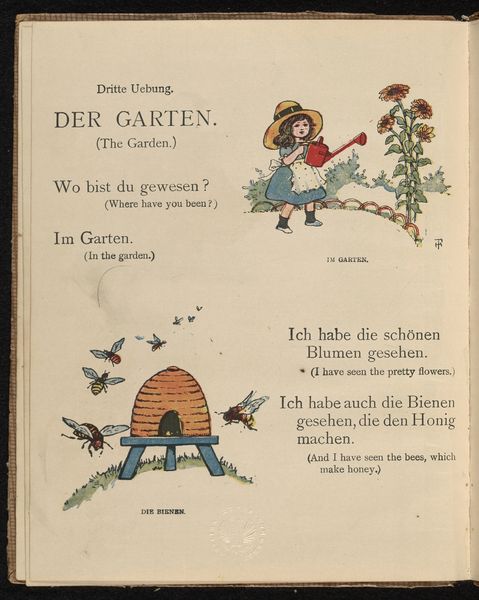 Dritte Uebung.
DER GARTEN.
(The Garden.)
Wo bist du gewesen?
(Where have you been?)
Im Garten.
(In the garden.)
IM GARTEN.
Ich habe die schönen
Blumen gesehen.
(I have seen the pretty flowers.)
Ich habe auch die Bienen
gesehen, die den Honig
machen.
(And I have seen the bees, which
make honey.)
DIE BIENEN.